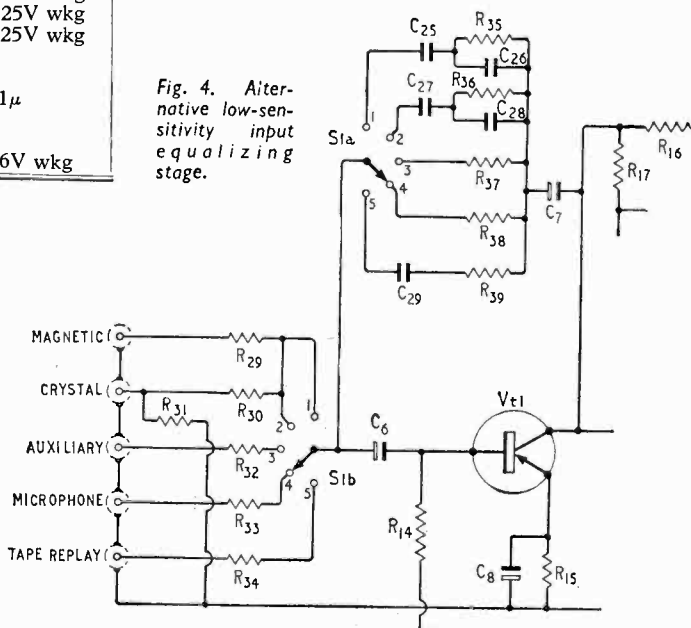 25V wkg
25V wkg
1μ
6V wkg
Fig. 4. Alter-
native low-sen-
sitivity input
equalizing
stage.
R35
C25
C26
R36
C27
C28
1
2
S1a
3
R37
4
5
C7
R38
C29
R39
R16
R17
MAGNETIC
R29
CRYSTAL
R30
R31
1
2
AUXILIARY
R32
3
MICROPHONE
R33
4
S1b
5
TAPE REPLAY
R34
C6
Vt1
R14
C8
R15